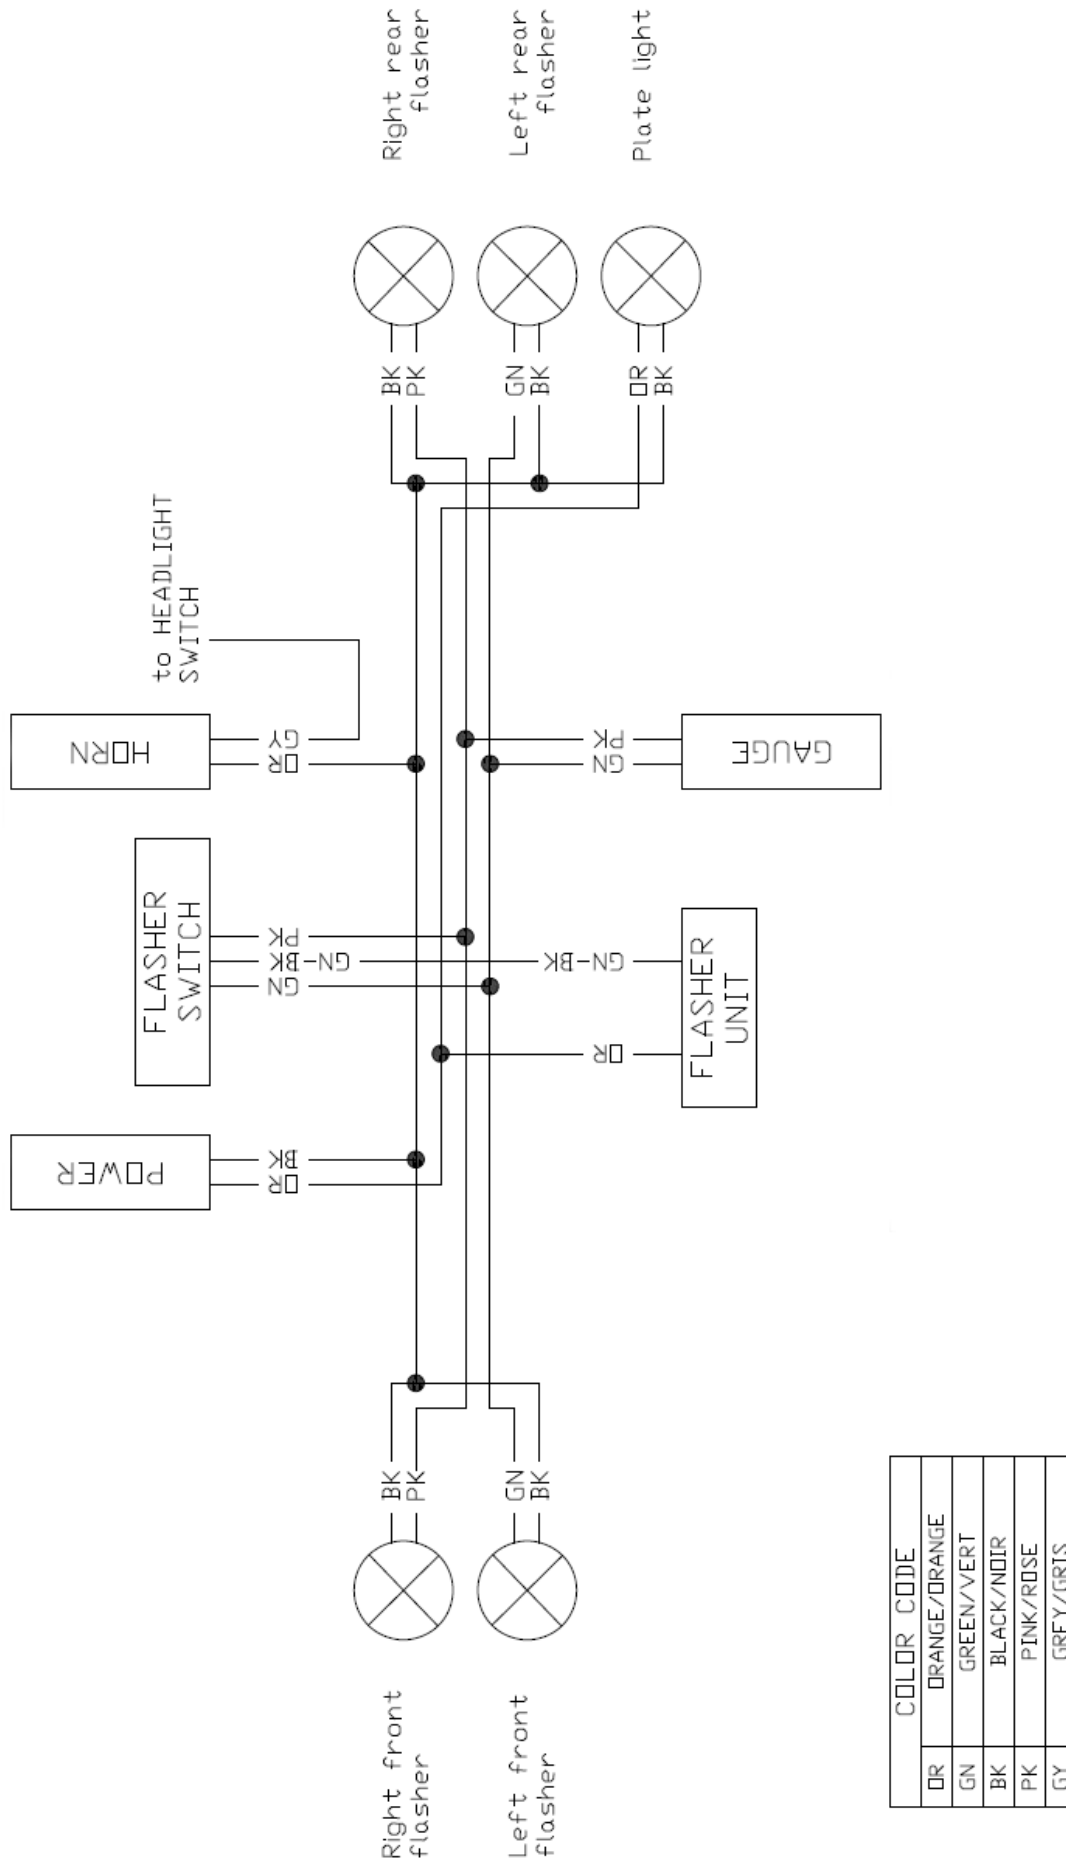 Right rear
flasher
Left rear
flasher
Plate light
BK
PK
GN
BK
OR
BK
to HEADLIGHT
SWITCH
HORN
GY
OR
PK
GN
GAUGE
FLASHER
SWITCH
PK
BK-GN
GN
GN-BK
OR
FLASHER
UNIT
POWER
BK
OR
BK
PK
GN
BK
Right front
flasher
Left front
flasher
COLOR CODE
OR ORANGE/ORANGE
GN GREEN/VERT
BK BLACK/NOIR
PK PINK/ROSE
GY GREY/GRIS